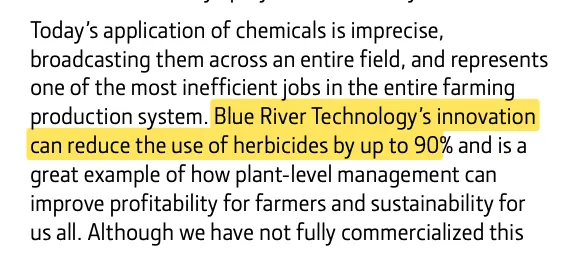 Today's application of chemicals is imprecise,
broadcasting them across an entire field, and represents
one of the most inefficient jobs in the entire farming
production system. Blue River Technology's innovation
can reduce the use of herbicides by up to 90% and is a
great example of how plant-level management can
improve profitability for farmers and sustainability for
us all. Although we have not fully commercialized this